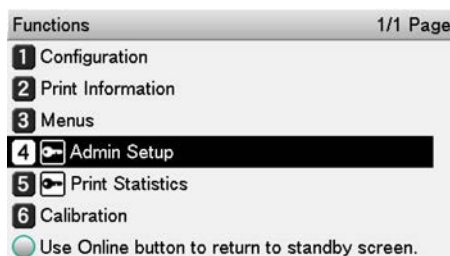 Functions 1/1 Page
1 Configuration
2 Print Information
3 Menus
4 Admin Setup
5 Print Statistics
6 Calibration
Use Online button to return to standby screen.